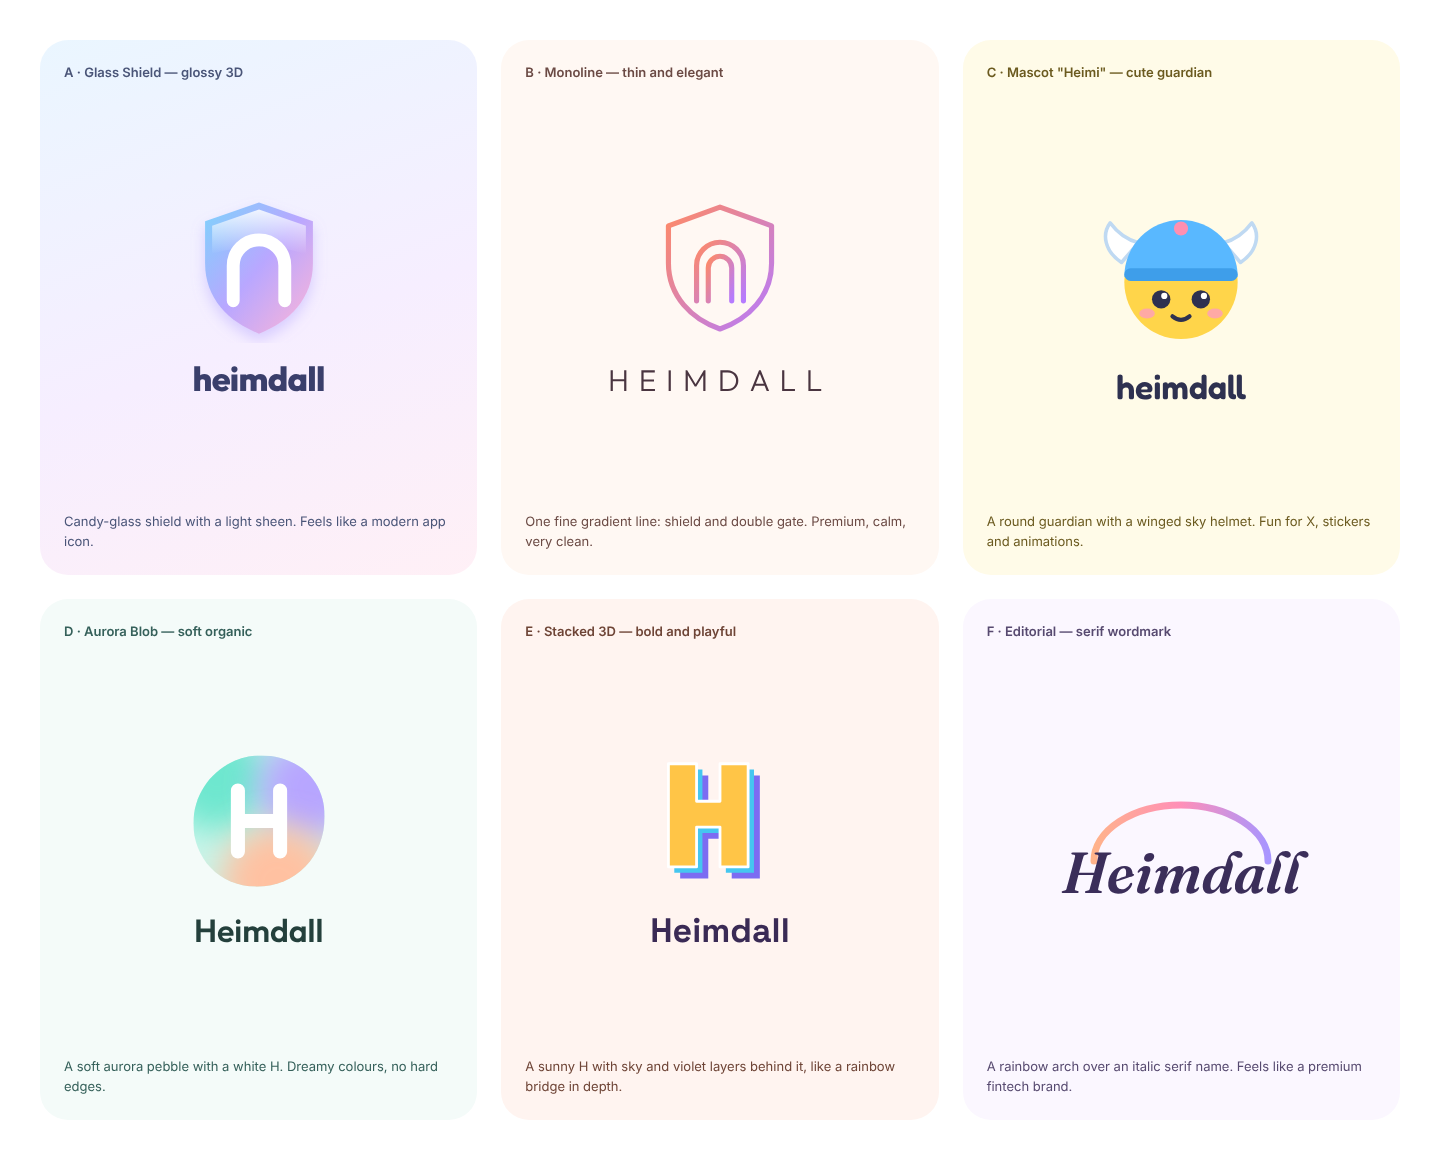 A · Glass Shield — glossy 3D
heimdall
Candy-glass shield with a light sheen. Feels like a modern app
icon.
B · Monoline — thin and elegant
HEIMDALL
One fine gradient line: shield and double gate. Premium, calm,
very clean.
C · Mascot "Heimi" — cute guardian
heimdall
A round guardian with a winged sky helmet. Fun for X, stickers
and animations.
D · Aurora Blob — soft organic
H
Heimdall
A soft aurora pebble with a white H. Dreamy colours, no hard
edges.
E · Stacked 3D — bold and playful
H
Heimdall
A sunny H with sky and violet layers behind it, like a rainbow
bridge in depth.
F · Editorial — serif wordmark
Heimdall
A rainbow arch over an italic serif name. Feels like a premium
fintech brand.